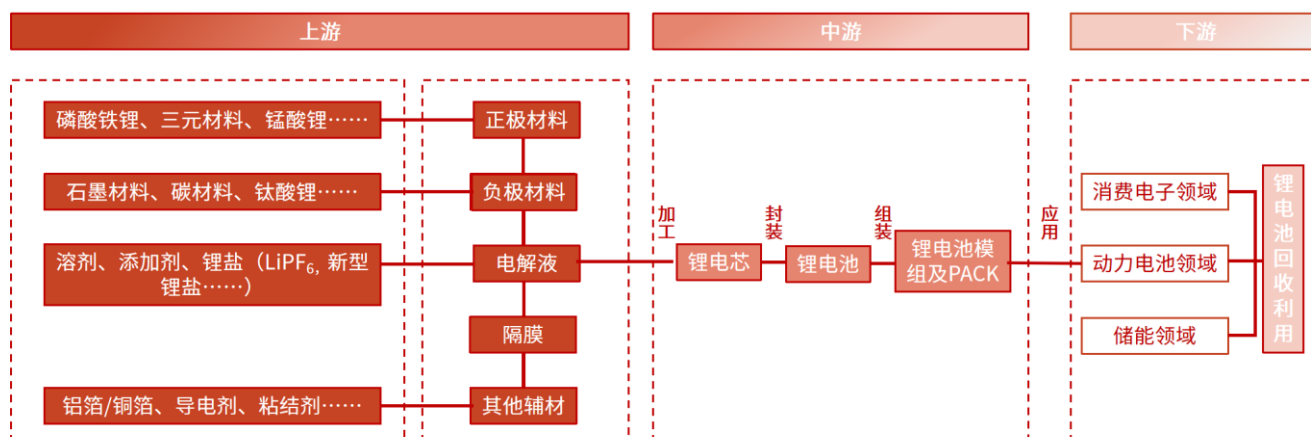 上游
中游
下游
磷酸铁锂、三元材料、锰酸锂……
正极材料
石墨材料、碳材料、钛酸锂……
负极材料
溶剂、添加剂、锂盐（LiPF₆, 新型
锂盐……）
电解液
隔膜
铝箔/铜箔、导电剂、粘结剂……
其他辅材
加工
锂电芯
封装
锂电池
组装
锂电池模
组及PACK
应用
消费电子领域
动力电池领域
储能领域
锂电池回收利用